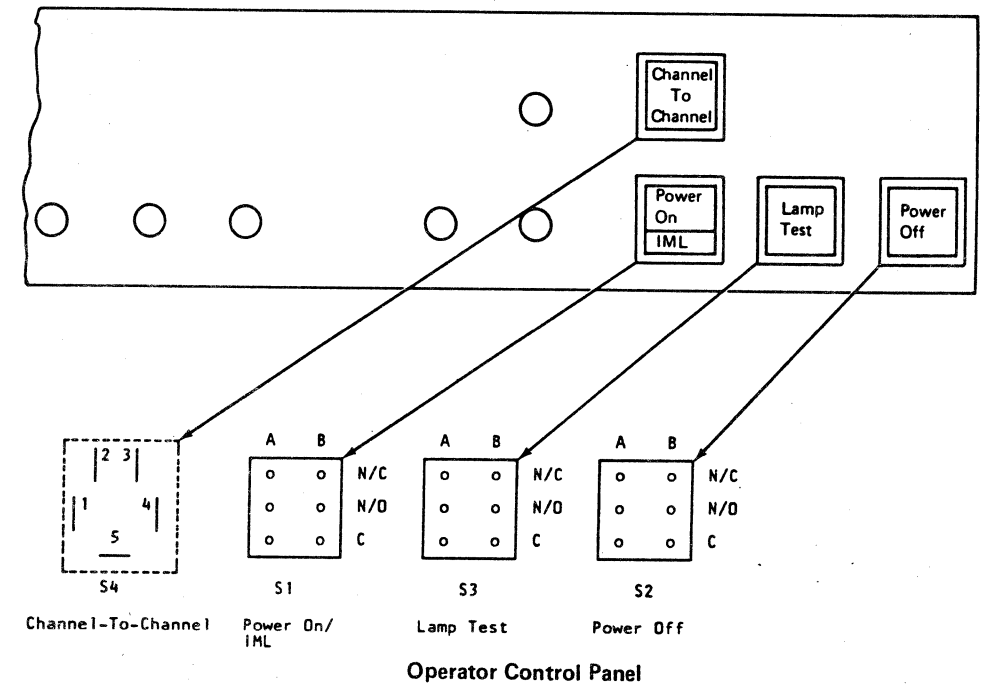 Channel
To
Channel
Power
On
IML
Lamp
Test
Power
Off
2 3
1 4
5
S4
Channel-To-Channel
A B
N/C
N/O
C
S1
Power On/
IML
A B
N/C
N/O
C
S3
Lamp Test
A B
N/C
N/O
C
S2
Power Off
Operator Control Panel